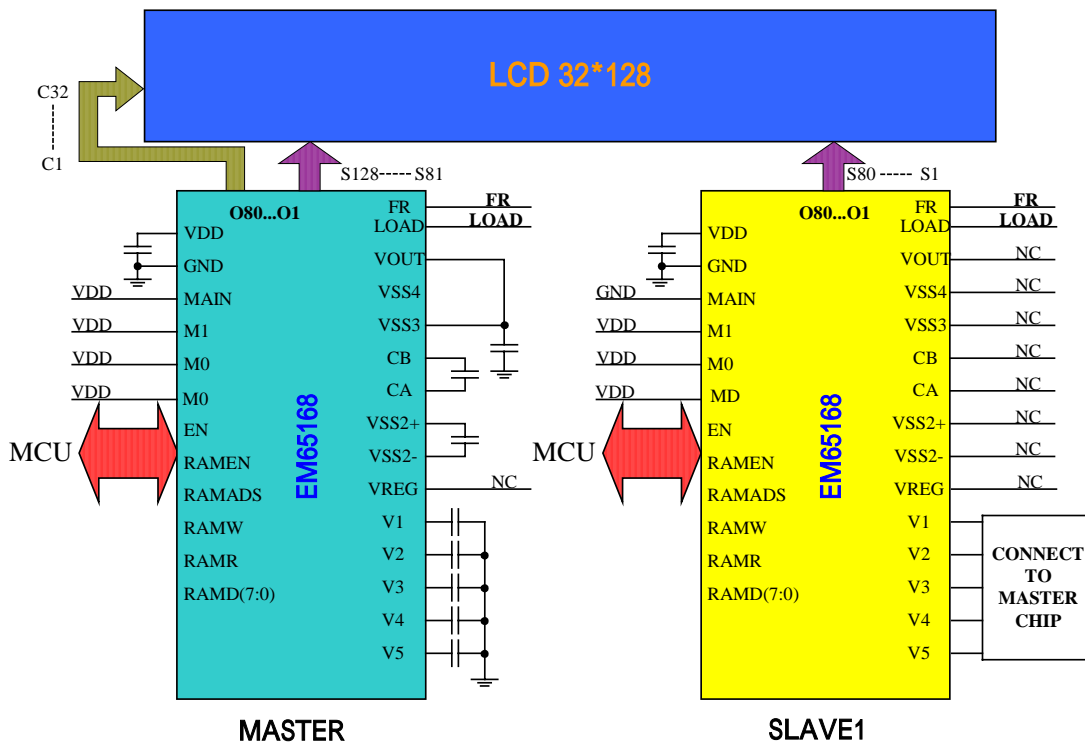 LCD 32*128
C32
C1
S128 S81
S80 S1
O80...O1
VDD
GND
MAIN
M1
M0
M0
EN
RAMEN
RAMADS
RAMW
RAMR
RAMD(7:0)
VDD
VDD
VDD
VDD
MCU
EM65168
FR
LOAD
VOUT
VSS4
VSS3
CB
CA
VSS2+
VSS2-
VREG
V1
V2
V3
V4
V5
FR
LOAD
NC
MASTER
O80...O1
VDD
GND
MAIN
M1
M0
MD
EN
RAMEN
RAMADS
RAMW
RAMR
RAMD(7:0)
GND
VDD
VDD
VDD
MCU
EM65168
FR
LOAD
VOUT
VSS4
VSS3
CB
CA
VSS2+
VSS2-
VREG
V1
V2
V3
V4
V5
FR
LOAD
NC
NC
NC
NC
NC
NC
NC
NC
CONNECT
TO
MASTER
CHIP
SLAVE1